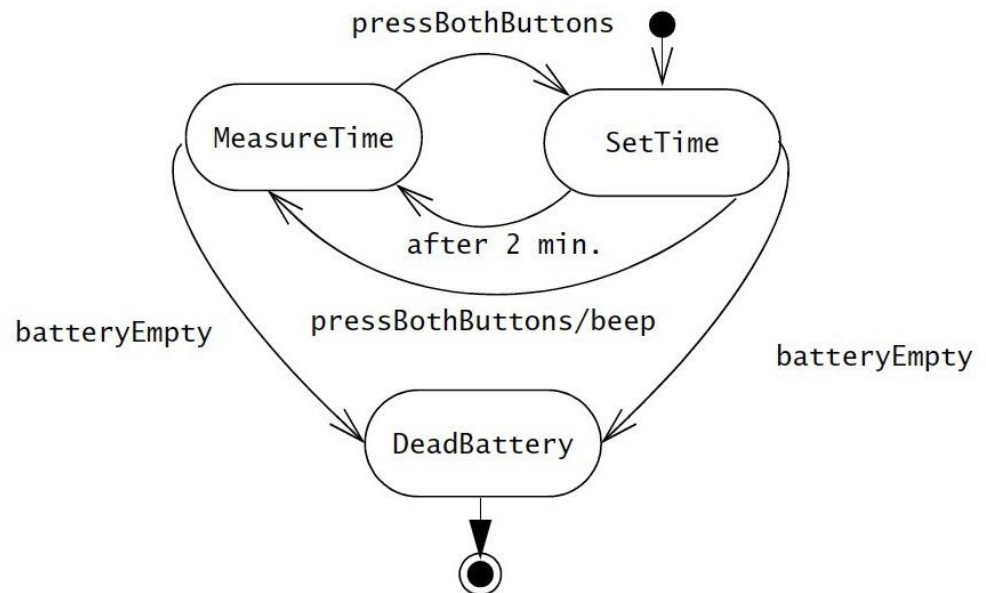 pressBothButtons
MeasureTime
SetTime
after 2 min.
pressBothButtons/beep
batteryEmpty
batteryEmpty
DeadBattery